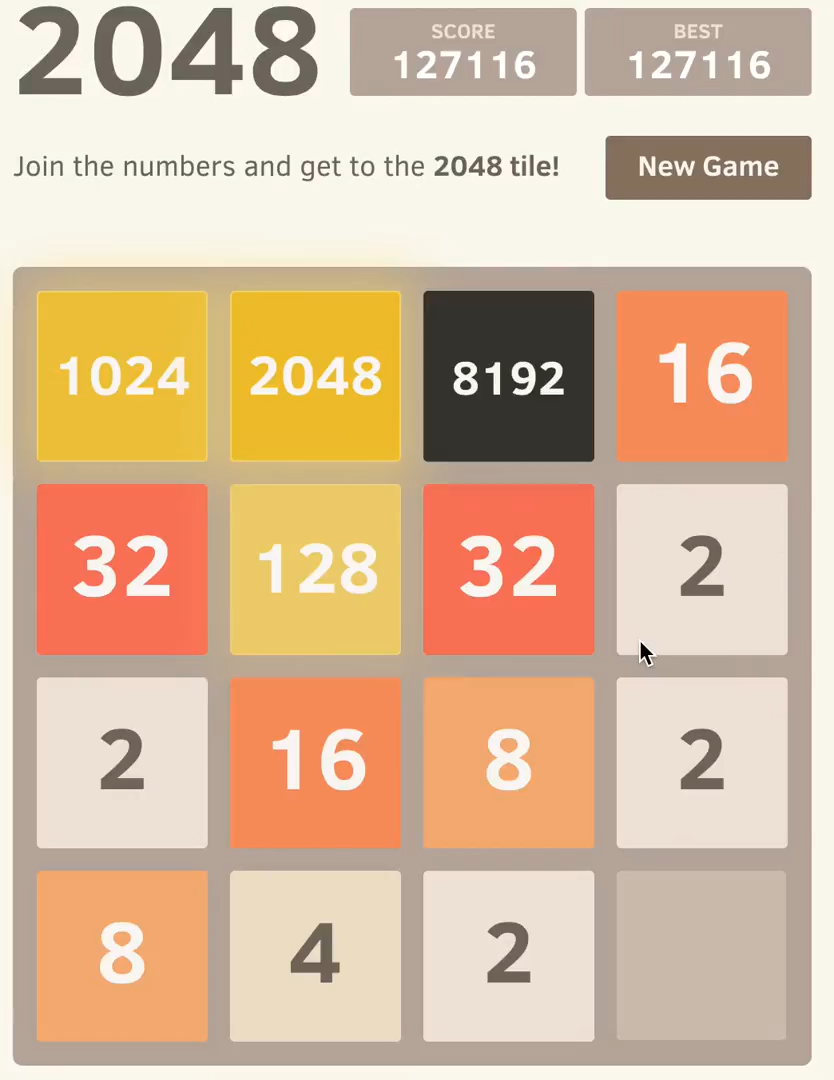 2048
SCORE
127116
BEST
127116
Join the numbers and get to the 2048 tile!
New Game
1024 2048 8192 16
32 128 32 2
2 16 8 2
8 4 2